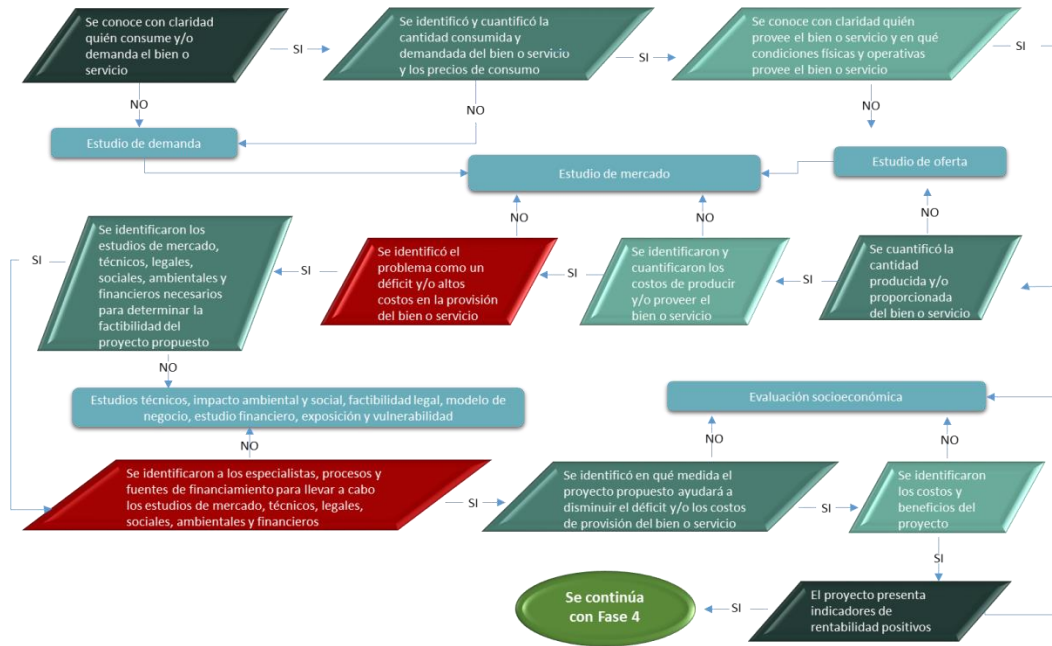 Se conoce con claridad
quién consume y/o
demanda el bien o
servicio
SI
Se identificó y cuantificó la
cantidad consumida y
demandada del bien o servicio
y los precios de consumo
SI
Se conoce con claridad quién
provee el bien o servicio y en qué
condiciones físicas y operativas
provee el bien o servicio
SI
NO
NO
NO
Estudio de demanda
Estudio de mercado
Estudio de oferta
NO
NO
NO
SI
Se identificaron los
estudios de mercado,
técnicos, legales,
sociales, ambientales y
financieros necesarios
para determinar la
factibilidad del
proyecto propuesto
SI
Se identificó el
problema como un
déficit y/o altos
costos en la provisión
del bien o servicio
SI
Se identificaron y
cuantificaron los
costos de producir
y/o proveer el
bien o servicio
SI
Se cuantificó la
cantidad
producida y/o
proporcionada
del bien o servicio
NO
Estudios técnicos, impacto ambiental y social, factibilidad legal, modelo de
negocio, estudio financiero, exposición y vulnerabilidad
Evaluación socioeconómica
NO
NO
NO
Se identificaron a los especialistas, procesos y
fuentes de financiamiento para llevar a cabo
los estudios de mercado, técnicos, legales,
sociales, ambientales y financieros
SI
Se identificó en qué medida el
proyecto propuesto ayudará a
disminuir el déficit y/o los costos
de provisión del bien o servicio
SI
Se identificaron
los costos y
beneficios del
proyecto
SI
Se continúa
con Fase 4
SI
El proyecto presenta
indicadores de
rentabilidad positivos